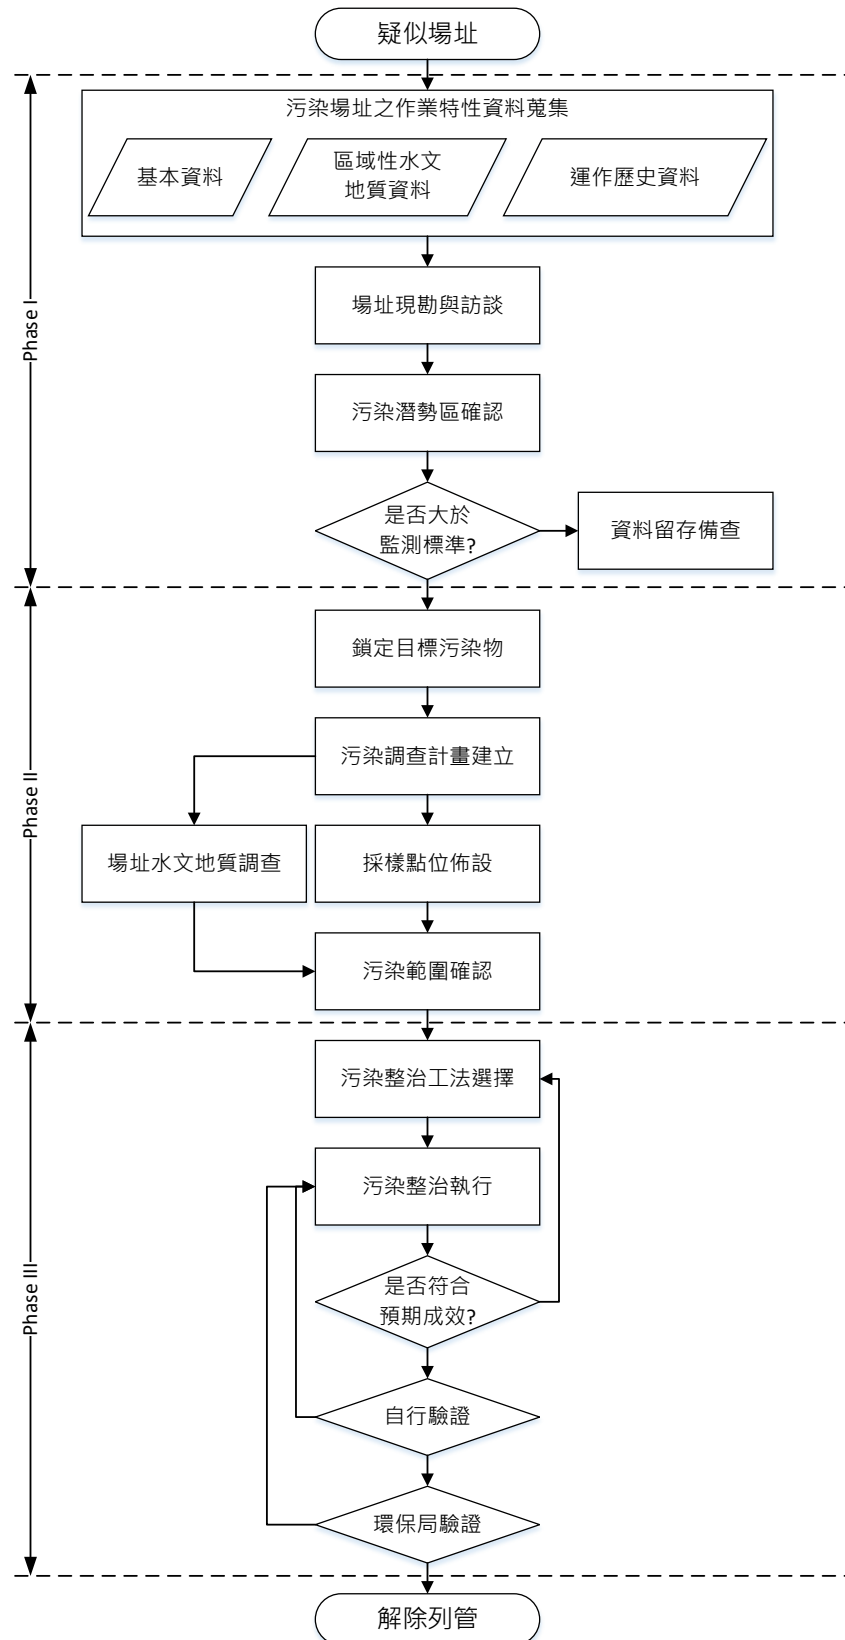 疑似場址
污染場址之作業特性資料蒐集
基本資料
區域性水文
地質資料
運作歷史資料
場址現勘與訪談
污染潛勢區確認
是否大於
監測標準?
資料留存備查
Phase I
鎖定目標污染物
污染調查計畫建立
場址水文地質調查
採樣點位佈設
污染範圍確認
Phase II
污染整治工法選擇
污染整治執行
是否符合
預期成效?
自行驗證
環保局驗證
Phase III
解除列管